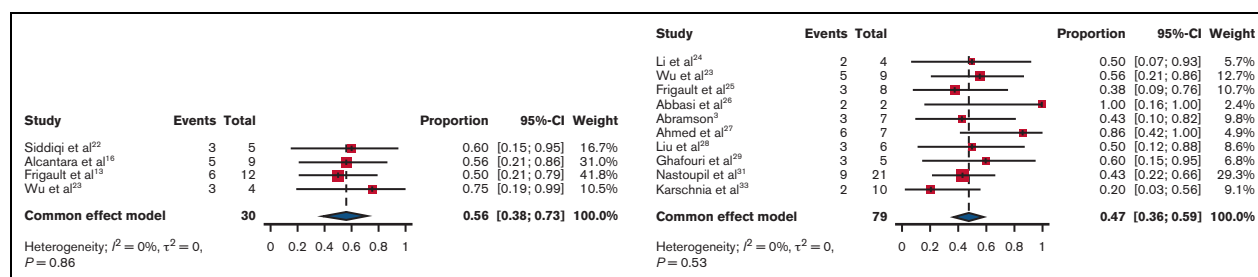 Study Events Total Proportion 95%-CI Weight
Siddiqi et al22 3 5 0.60 [0.15; 0.95] 16.7%
Alcantara et al16 5 9 0.56 [0.21; 0.86] 31.0%
Frigault et al13 6 12 0.50 [0.21; 0.79] 41.8%
Wu et al23 3 4 0.75 [0.19; 0.99] 10.5%
Common effect model 30 0.56 [0.38; 0.73] 100.0%
Heterogeneity; I2 = 0%, τ2 = 0,
P = 0.86
0 0.2 0.4 0.6 0.8 1
Study Events Total Proportion 95%-CI Weight
Li et al24 2 4 0.50 [0.07; 0.93] 5.7%
Wu et al23 5 9 0.56 [0.21; 0.86] 12.7%
Frigault et al25 3 8 0.38 [0.09; 0.76] 10.7%
Abbasi et al26 2 2 1.00 [0.16; 1.00] 2.4%
Abramson3 3 7 0.43 [0.10; 0.82] 9.8%
Ahmed et al27 6 7 0.86 [0.42; 1.00] 4.9%
Liu et al28 3 6 0.50 [0.12; 0.88] 8.6%
Ghafouri et al29 3 5 0.60 [0.15; 0.95] 6.7%
Nastoupil et al31 9 21 0.43 [0.22; 0.66] 29.3%
Karschnia et al33 2 10 0.20 [0.03; 0.56] 9.1%
Common effect model 79 0.47 [0.36; 0.59] 100.0%
Heterogeneity; I2 = 0%, τ2 = 0,
P = 0.53
0 0.2 0.4 0.6 0.8 1